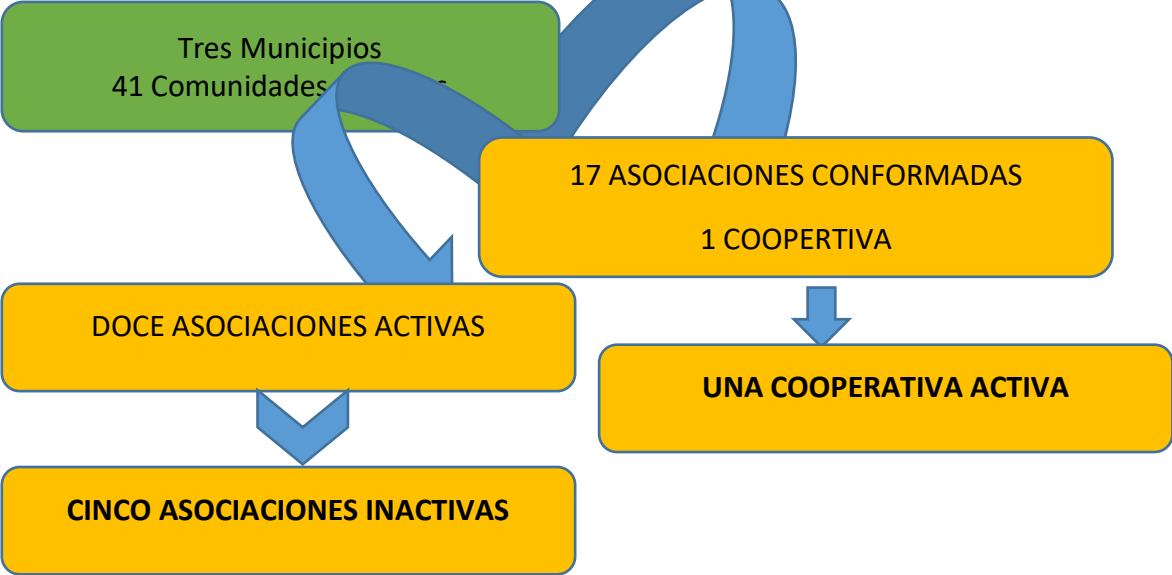 Tres Municipios
41 Comunidades
17 ASOCIACIONES CONFORMADAS
1 COOPERTIVA
DOCE ASOCIACIONES ACTIVAS
UNA COOPERATIVA ACTIVA
CINCO ASOCIACIONES INACTIVAS